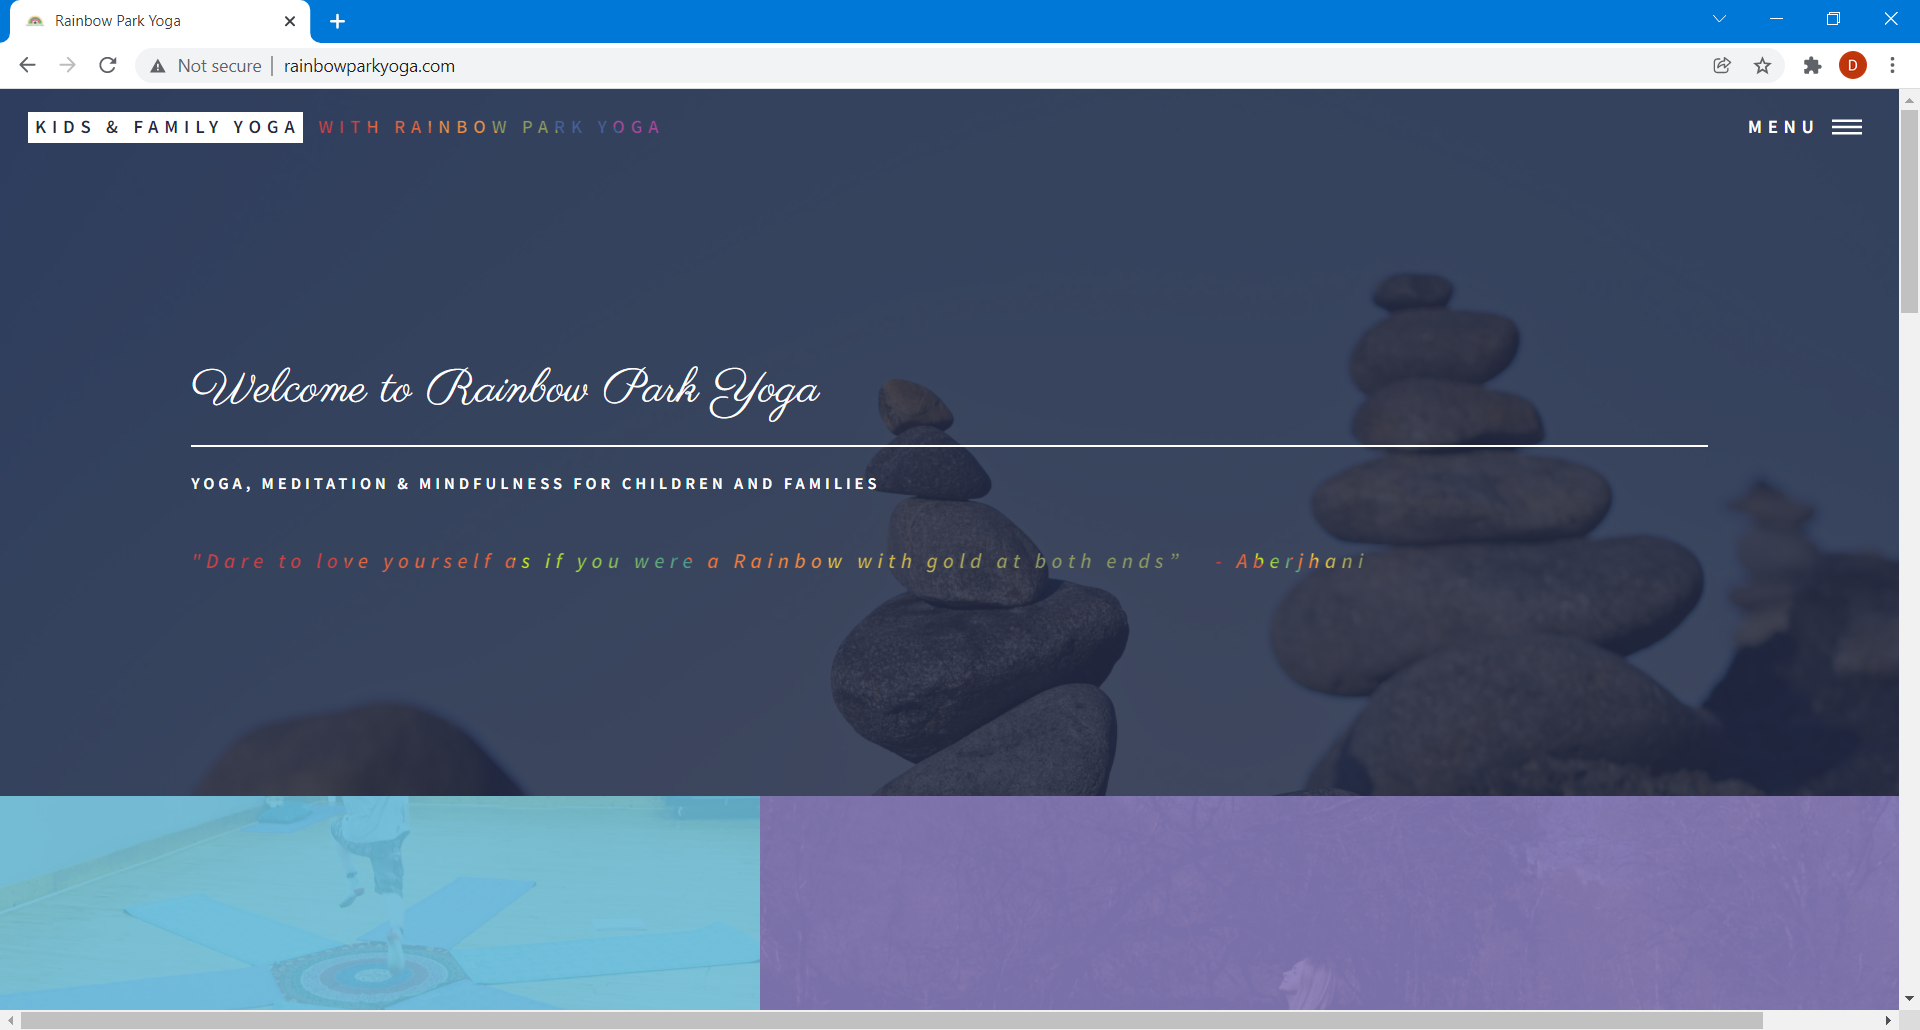 Rainbow Park Yoga
Not secure | rainbowparkyoga.com
D
KIDS & FAMILY YOGA WITH RAINBOW PARK YOGA
MENU
Welcome to Rainbow Park Yoga
YOGA, MEDITATION & MINDFULNESS FOR CHILDREN AND FAMILIES
"Dare to love yourself as if you were a Rainbow with gold at both ends” - Aberjhani